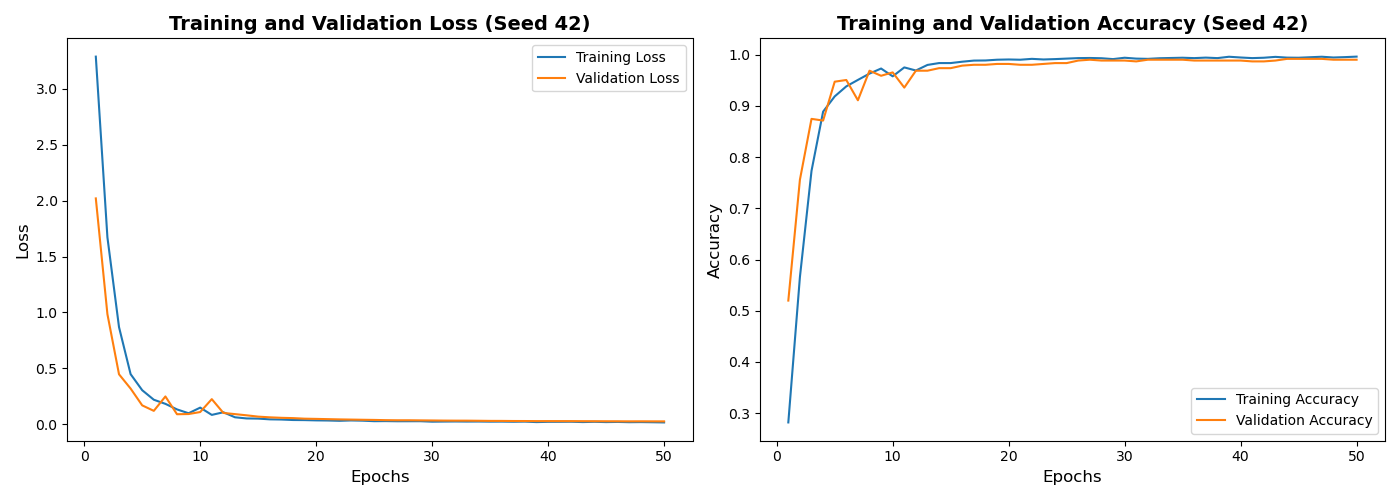 Training and Validation Loss (Seed 42)
Training Loss
Validation Loss
3.0
2.5
2.0
1.5
1.0
0.5
0.0
Loss
0 10 20 30 40 50
Epochs
Training and Validation Accuracy (Seed 42)
1.0
0.9
0.8
0.7
0.6
0.5
0.4
0.3
Accuracy
Training Accuracy
Validation Accuracy
0 10 20 30 40 50
Epochs